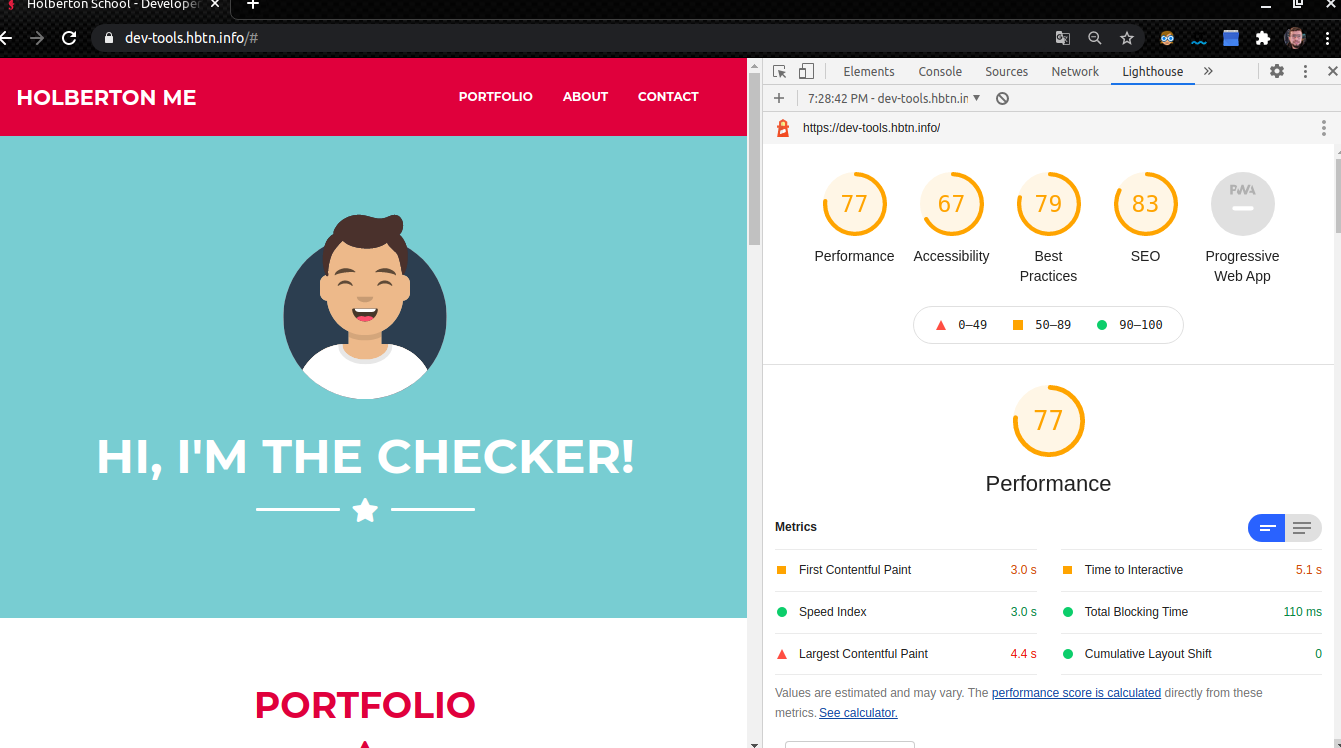 Holberton School - Developer
dev-tools.hbtn.info/#
HOLBERTON ME
PORTFOLIO
ABOUT
CONTACT
HI, I'M THE CHECKER!
PORTFOLIO
Elements
Console
Sources
Network
Lighthouse
7:28:42 PM - dev-tools.hbtn.in
https://dev-tools.hbtn.info/
77
67
79
83
PWA
Performance
Accessibility
Best
Practices
SEO
Progressive
Web App
0–49
50–89
90–100
77
Performance
Metrics
First Contentful Paint 3.0 s
Time to Interactive 5.1 s
Speed Index 3.0 s
Total Blocking Time 110 ms
Largest Contentful Paint 4.4 s
Cumulative Layout Shift 0
Values are estimated and may vary. The performance score is calculated directly from these
metrics. See calculator.